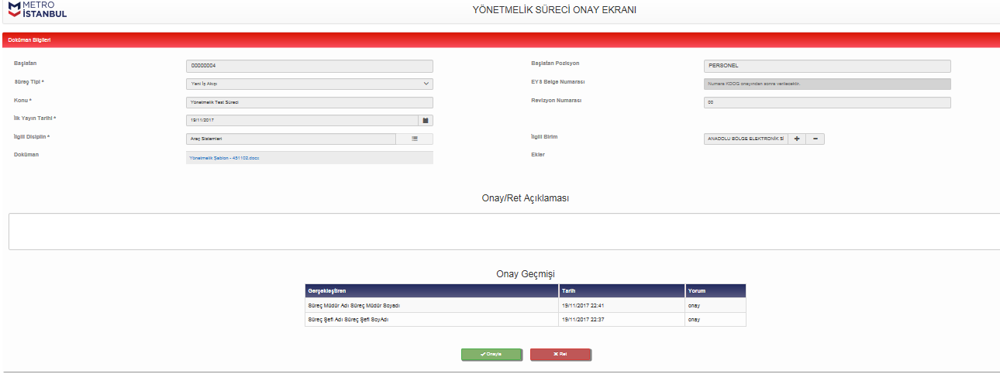 METRO
İSTANBUL
YÖNETMELİK SÜRECİ ONAY EKRANI
Doküman Bilgileri
Başlatan
00000004
Başlatan Pozisyon
PERSONEL
Süreç Tipi *
Yeni İş Akışı
EYS Belge Numarası
Numara KDDG onayından sonra verilecektir.
Konu *
Yönetmelik Test Süreci
Revizyon Numarası
00
İlk Yayın Tarihi *
19/11/2017
İlgili Disiplin *
Araç Sistemleri
İlgili Birim
ANADOLU BÖLGE ELEKTRONİK Sİ
Doküman
Yönetmelik Şablon - 451102.docx
Ekler
Onay/Ret Açıklaması
Onay Geçmişi
Gerçekleştiren Tarih Yorum
Süreç Müdür Adı Süreç Müdür Soyadı 19/11/2017 22:41 onay
Süreç Şefi Adı Süreç Şefi SoyAdı 19/11/2017 22:37 onay
Onayla
Ret